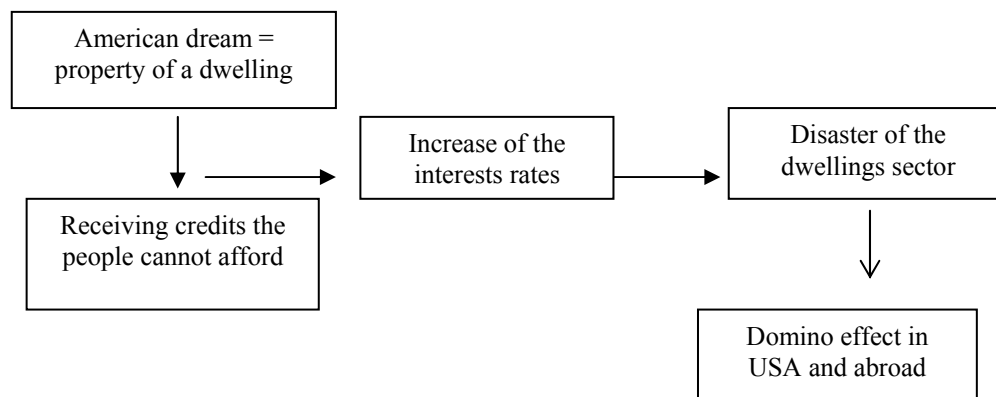 American dream =
property of a dwelling
Receiving credits the
people cannot afford
Increase of the
interests rates
Disaster of the
dwellings sector
Domino effect in
USA and abroad